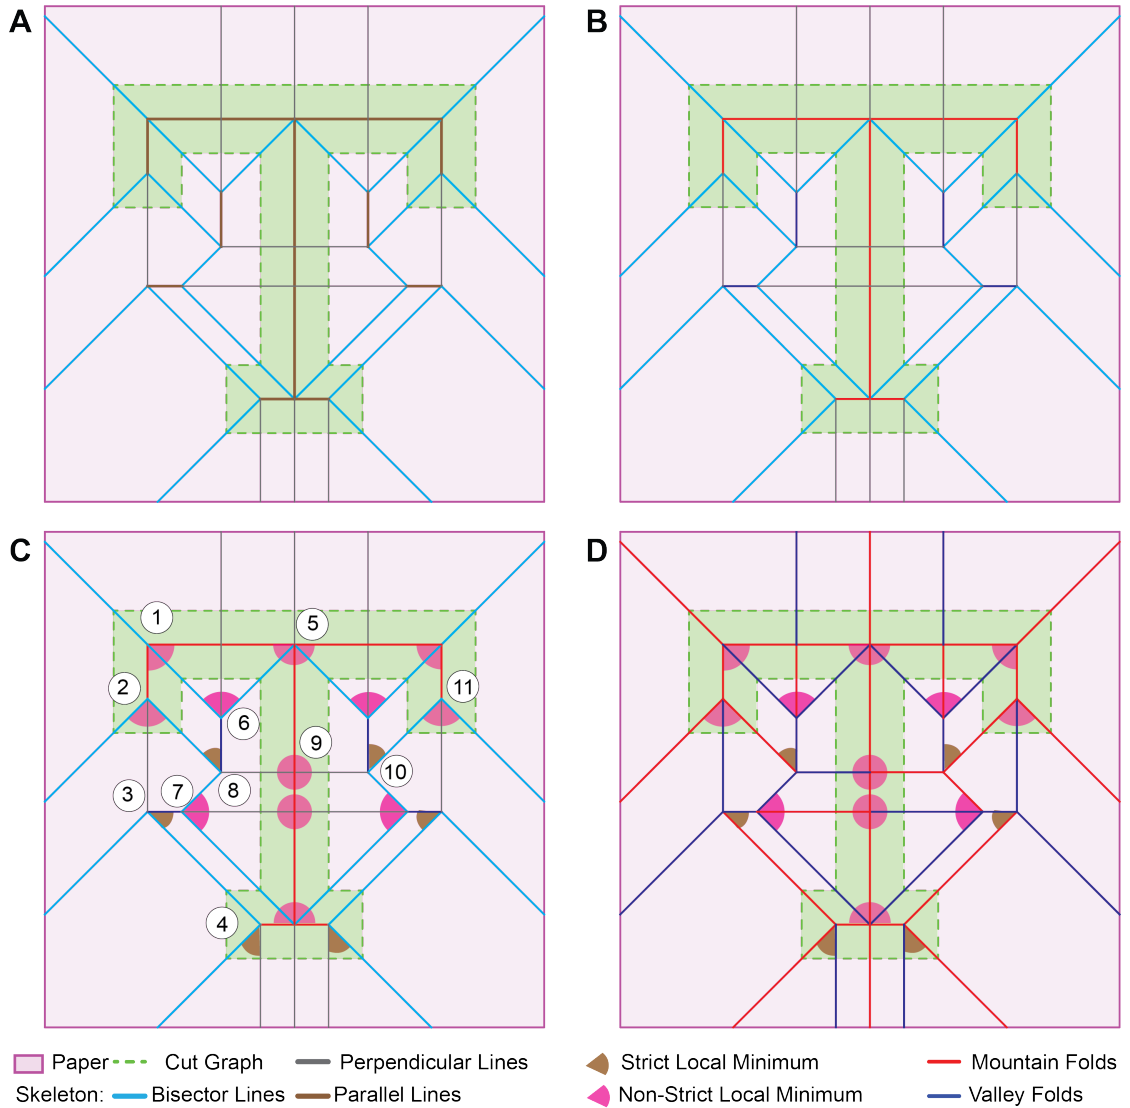 A
B
C
D
1
5
2
11
6
9
10
3
7
8
4
Paper
Cut Graph
Perpendicular Lines
Strict Local Minimum
Mountain Folds
Skeleton:
Bisector Lines
Parallel Lines
Non-Strict Local Minimum
Valley Folds